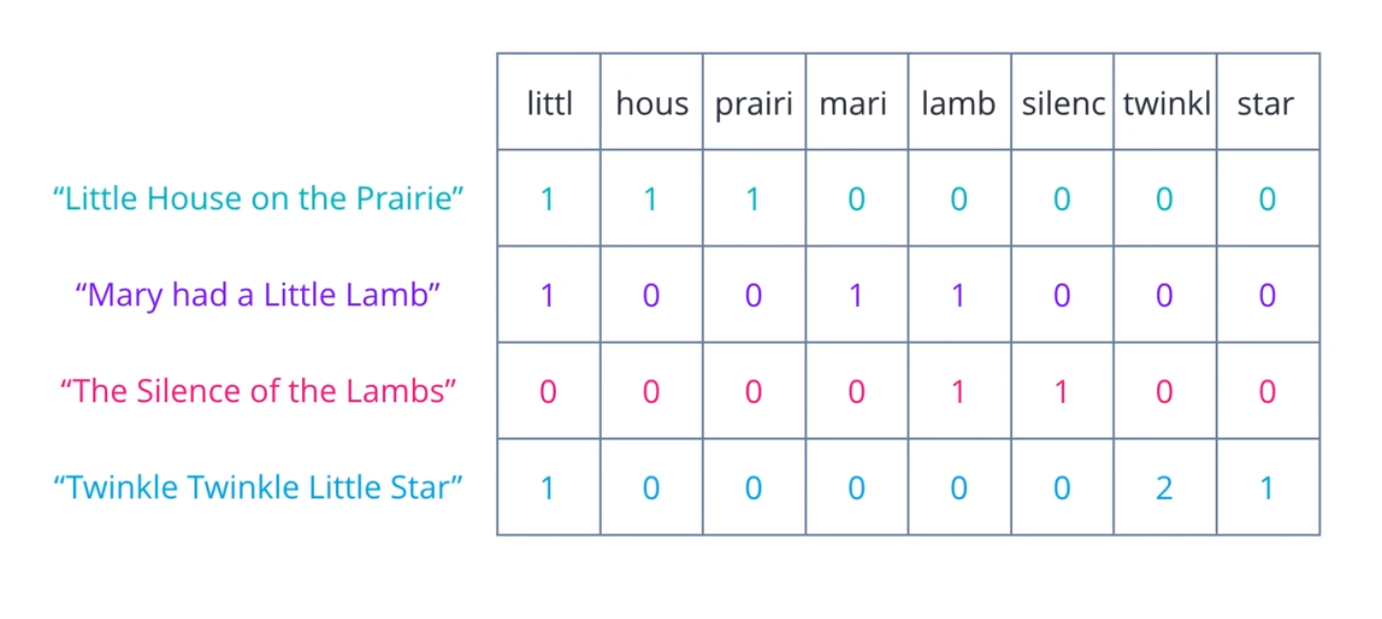 littl hous prairi mari lamb silenc twinkl star
“Little House on the Prairie” 1 1 1 0 0 0 0 0
“Mary had a Little Lamb” 1 0 0 1 1 0 0 0
“The Silence of the Lambs” 0 0 0 0 1 1 0 0
“Twinkle Twinkle Little Star” 1 0 0 0 0 0 2 1